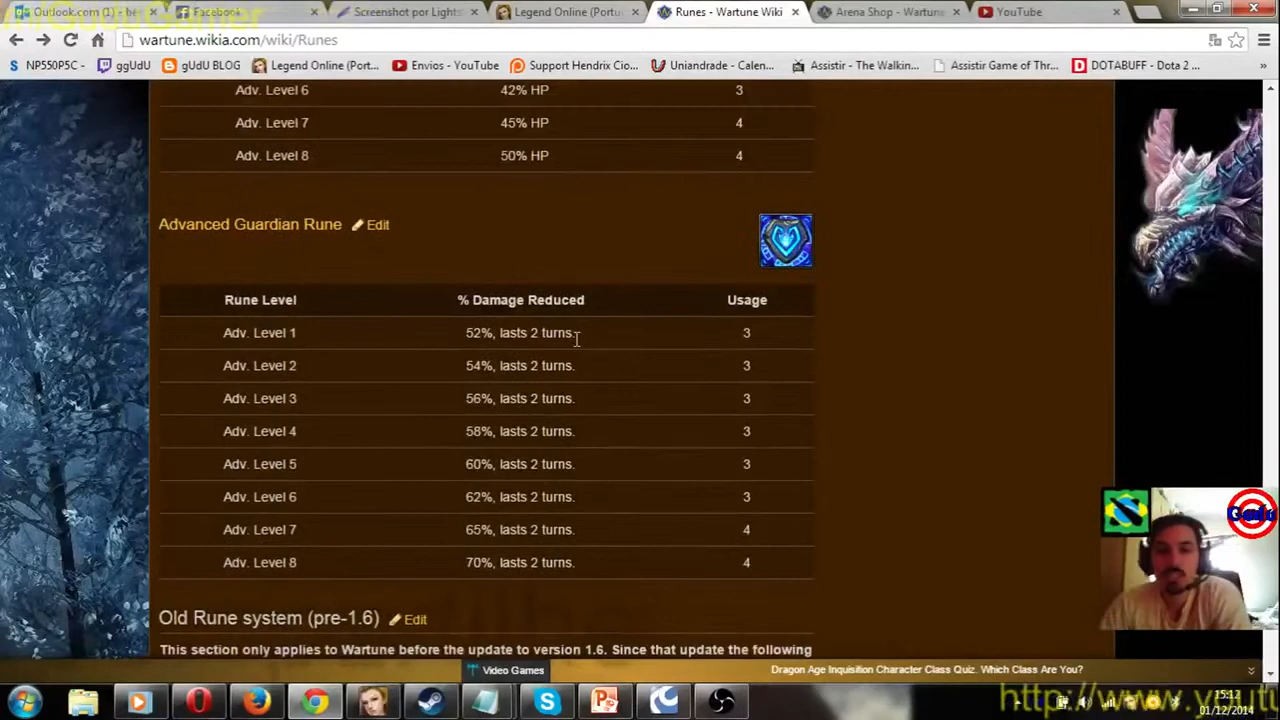 Outlook.com (1) - ber
Facebook
Screenshot por Lights
Legend Online (Portu
Runes - Wartune Wiki
Arena Shop - Wartune
YouTube
wartune.wikia.com/wiki/Runes
NP550P5C -
ggUdU
gUdU BLOG
Legend Online (Port...
Envios - YouTube
Support Hendrix Cio...
Uniandrade - Calen...
Assistir - The Walkin...
Assistir Game of Thr...
DOTABUFF - Dota 2 ...
Adv. Level 6 42% HP 3
Adv. Level 7 45% HP 4
Adv. Level 8 50% HP 4
Advanced Guardian Rune Edit
Rune Level % Damage Reduced Usage
Adv. Level 1 52%, lasts 2 turns. 3
Adv. Level 2 54%, lasts 2 turns. 3
Adv. Level 3 56%, lasts 2 turns. 3
Adv. Level 4 58%, lasts 2 turns. 3
Adv. Level 5 60%, lasts 2 turns. 3
Adv. Level 6 62%, lasts 2 turns. 3
Adv. Level 7 65%, lasts 2 turns. 4
Adv. Level 8 70%, lasts 2 turns. 4
Old Rune system (pre-1.6) Edit
This section only applies to Wartune before the update to version 1.6. Since that update the following
Video Games
Dragon Age Inquisition Character Class Quiz. Which Class Are You?
15:12
01/12/2014